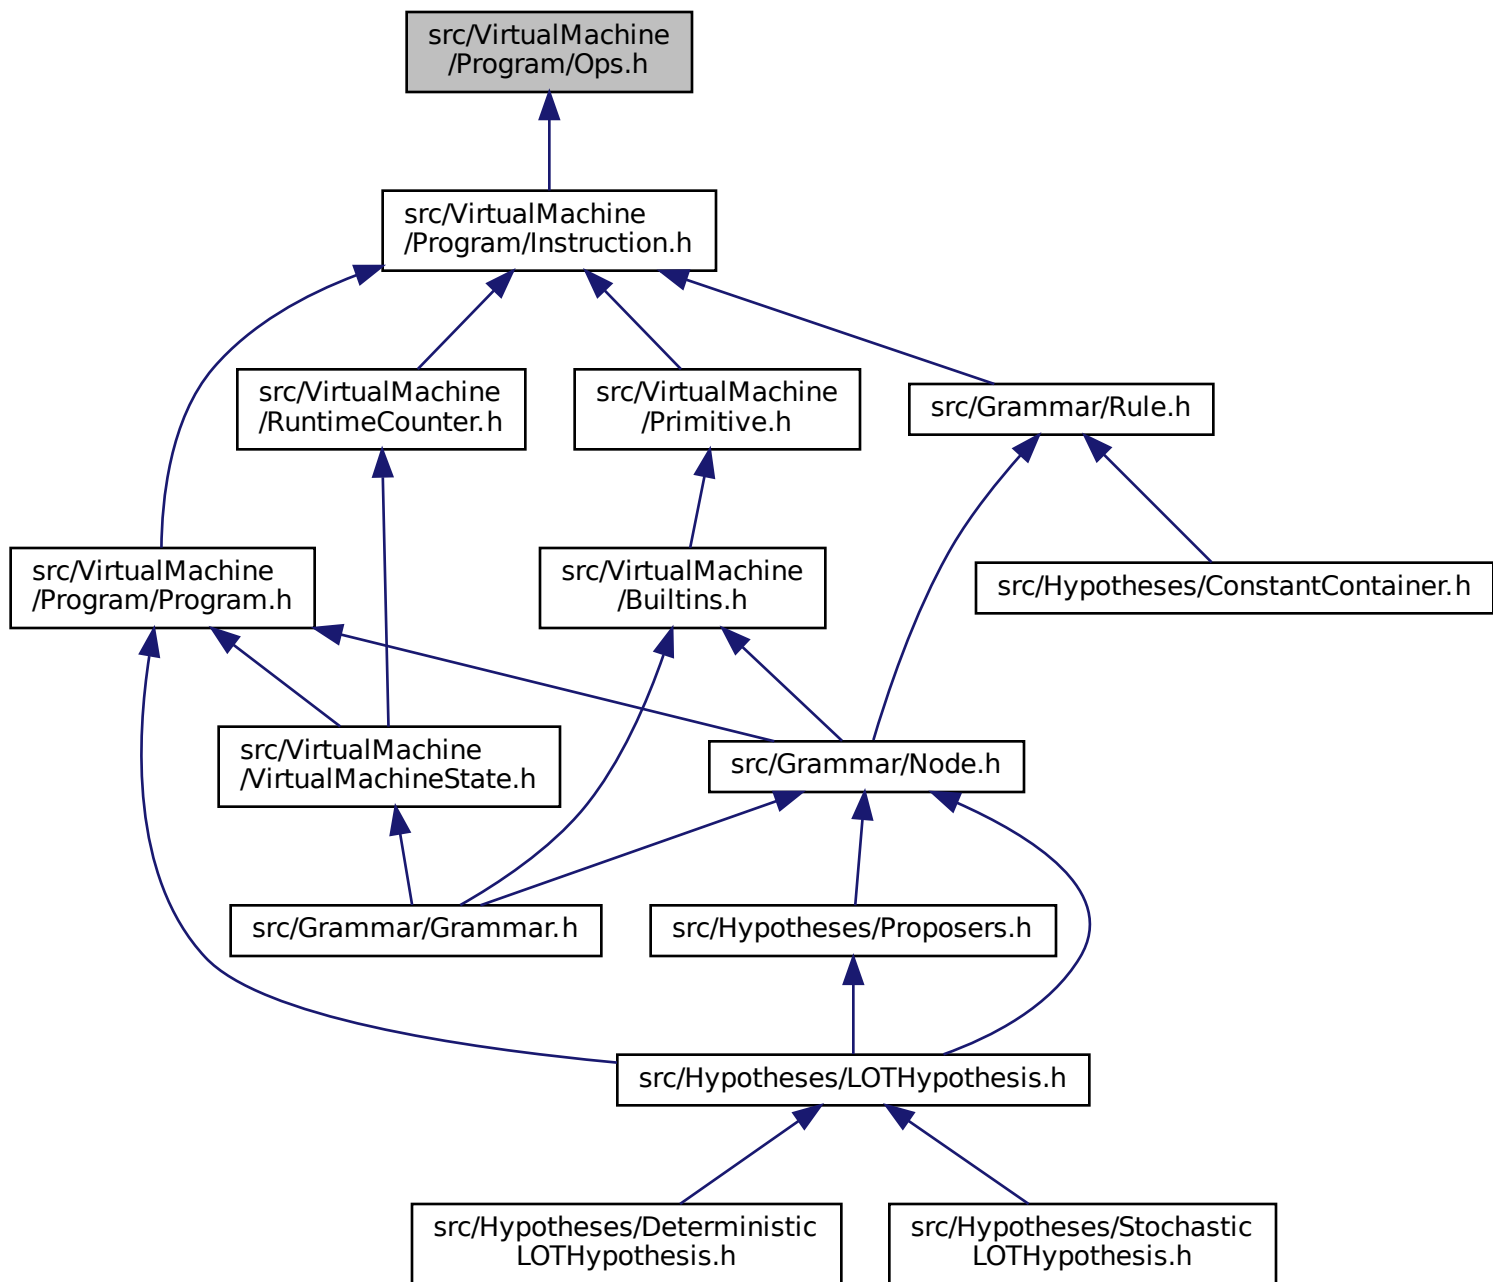 src/VirtualMachine
/Program/Ops.h
src/VirtualMachine
/Program/Instruction.h
src/VirtualMachine
/RuntimeCounter.h
src/VirtualMachine
/Primitive.h
src/Grammar/Rule.h
src/VirtualMachine
/Program/Program.h
src/VirtualMachine
/Builtins.h
src/Hypotheses/ConstantContainer.h
src/VirtualMachine
/VirtualMachineState.h
src/Grammar/Node.h
src/Grammar/Grammar.h
src/Hypotheses/Proposers.h
src/Hypotheses/LOTHypothesis.h
src/Hypotheses/Deterministic
LOTHypothesis.h
src/Hypotheses/Stochastic
LOTHypothesis.h